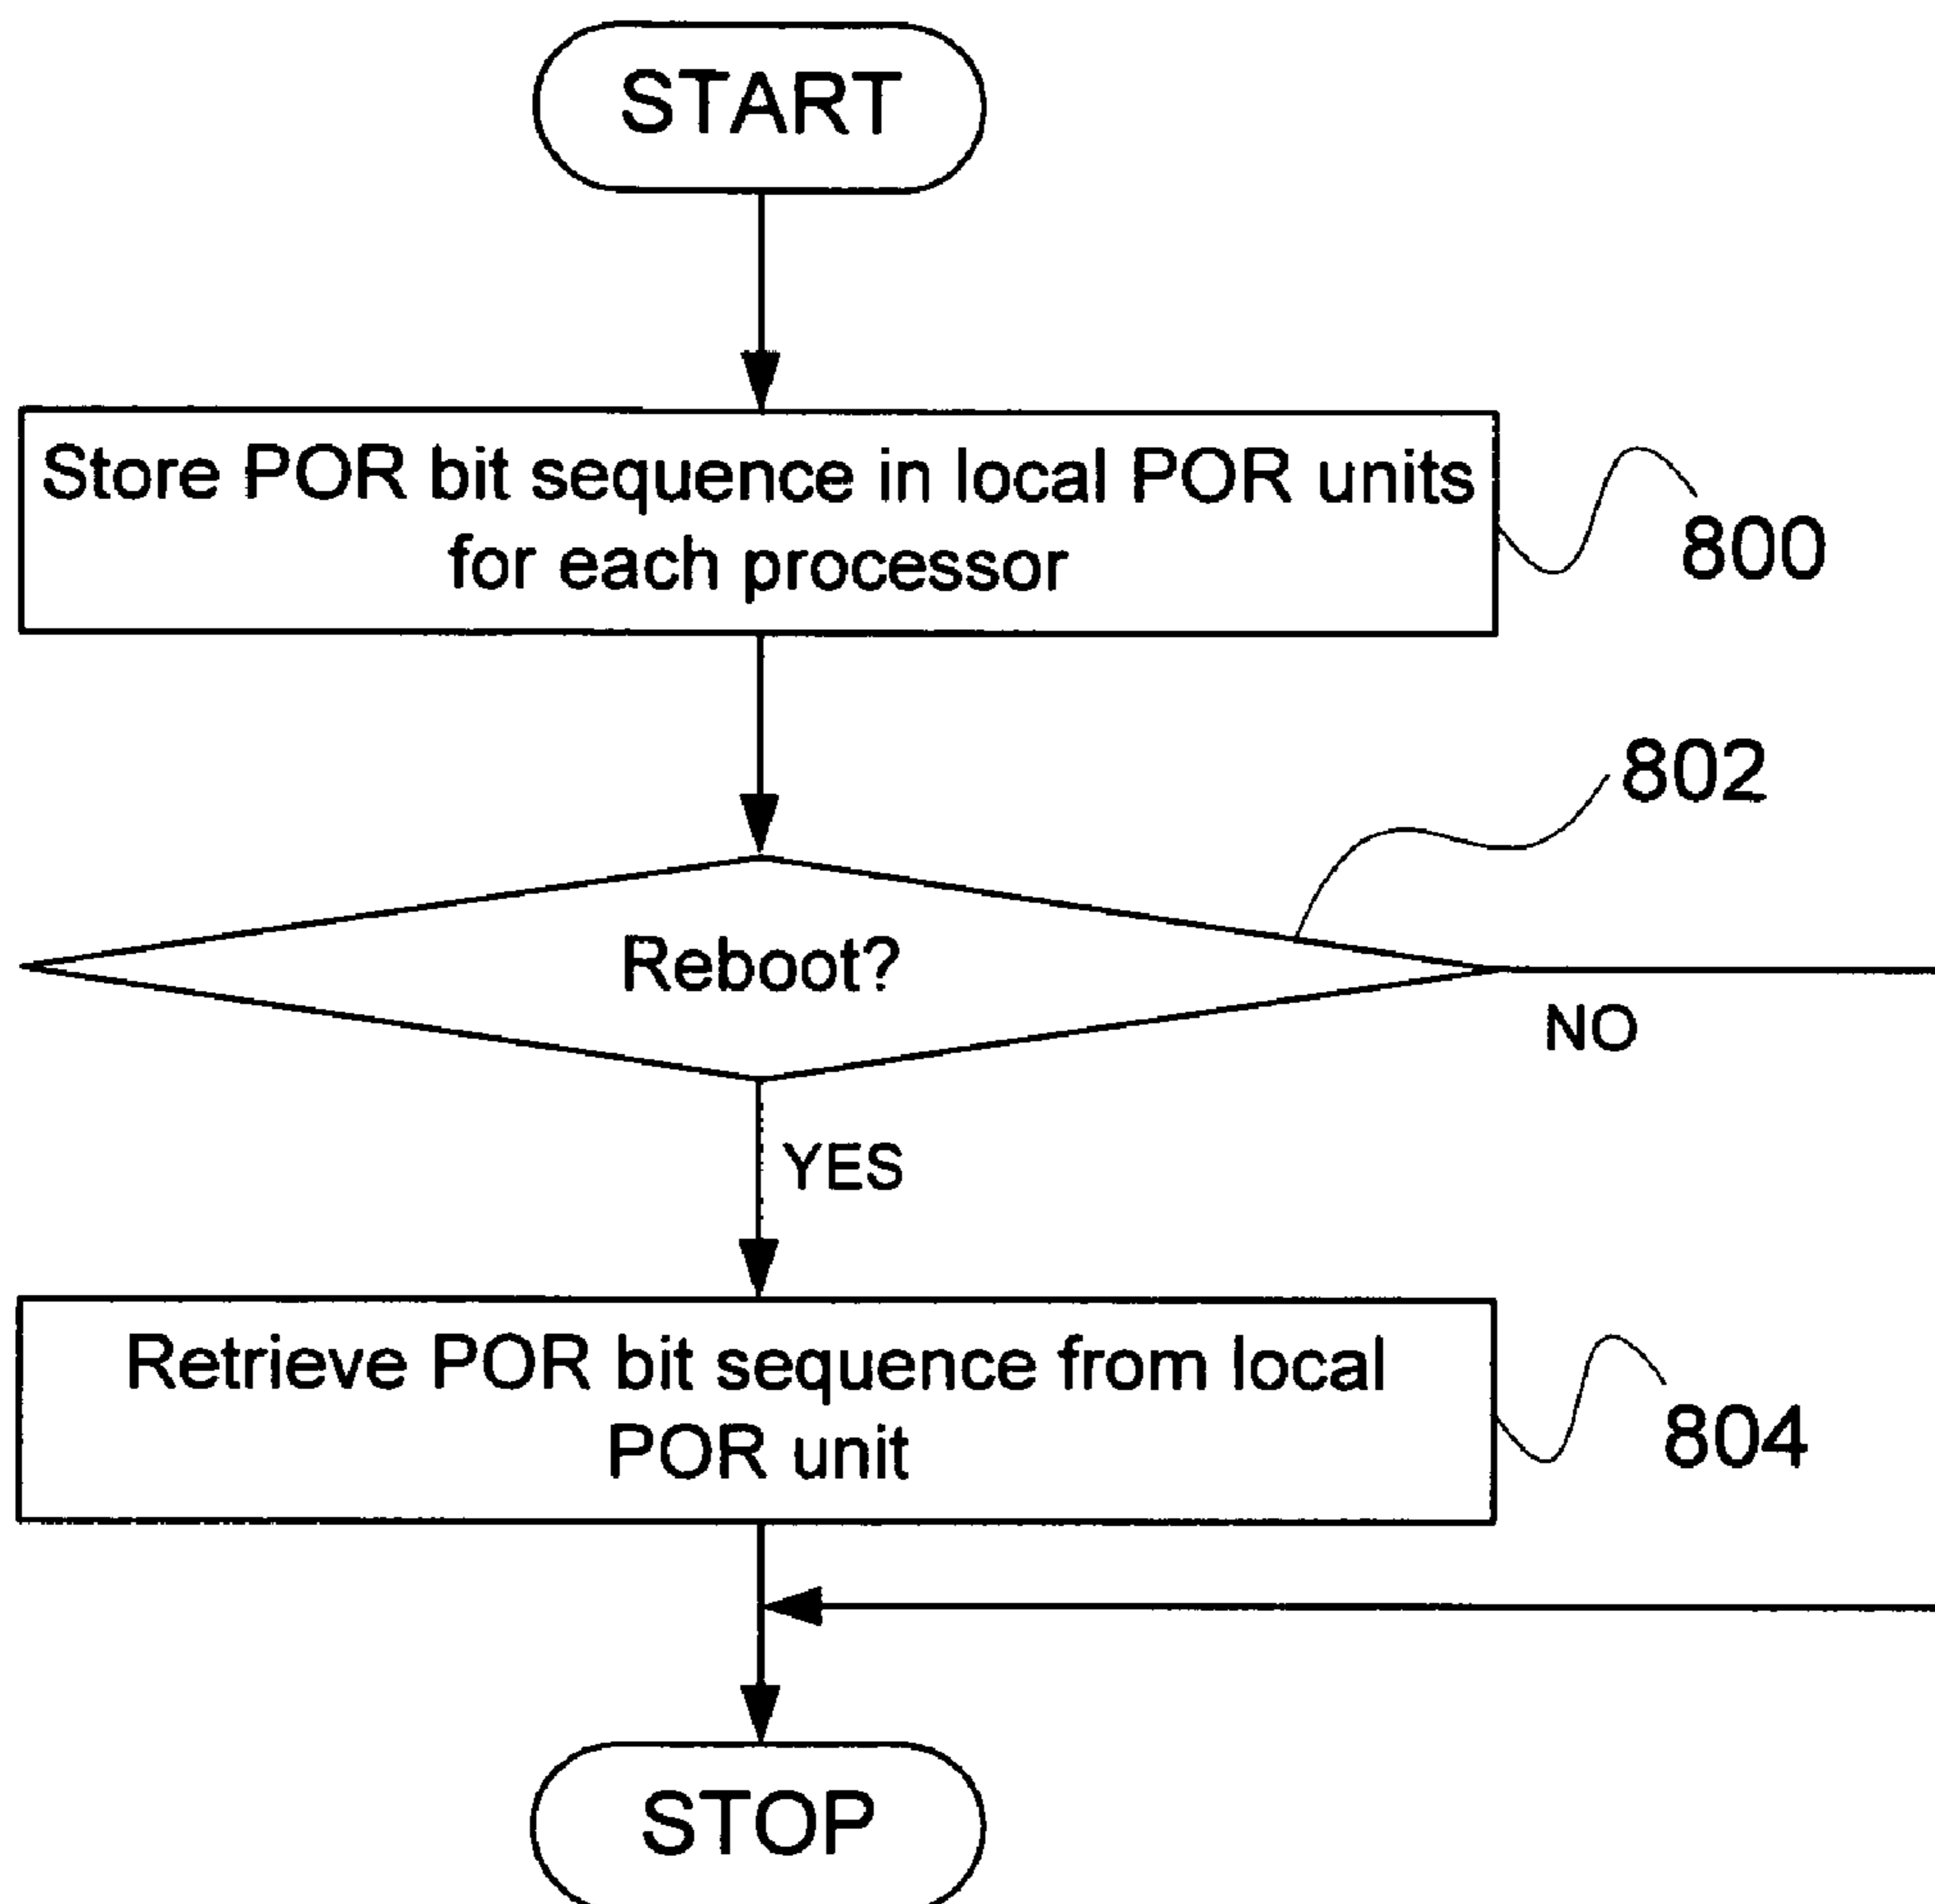 START
Store POR bit sequence in local POR units
for each processor
800
802
Reboot?
NO
YES
Retrieve POR bit sequence from local
POR unit
804
STOP